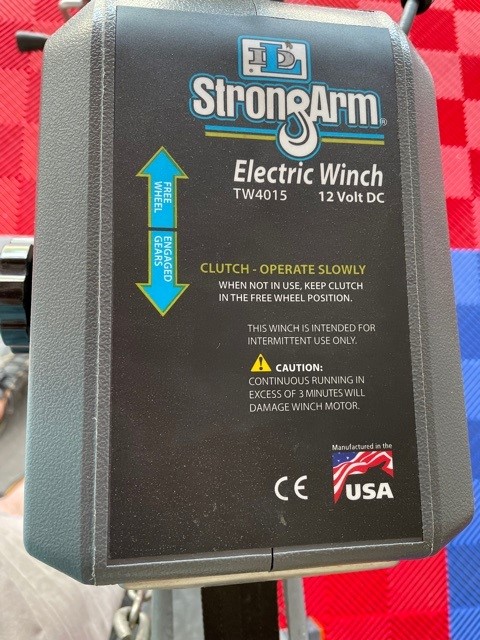 DL
®
StrongArm®
Electric Winch
TW4015 12 Volt DC
FREE
WHEEL
ENGAGED
GEARS
CLUTCH - OPERATE SLOWLY
WHEN NOT IN USE, KEEP CLUTCH
IN THE FREE WHEEL POSITION.
THIS WINCH IS INTENDED FOR
INTERMITTENT USE ONLY.
CAUTION:
CONTINUOUS RUNNING IN
EXCESS OF 3 MINUTES WILL
DAMAGE WINCH MOTOR.
Manufactured in the
USA
CE